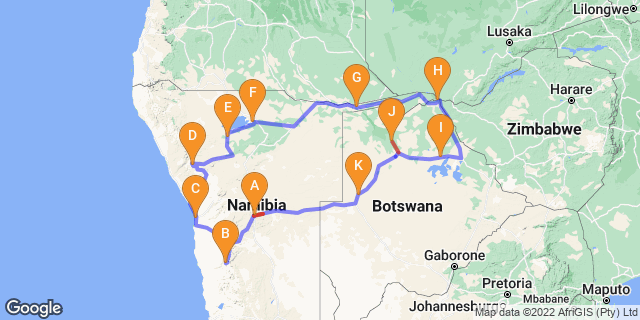 Lilongwe
Lusaka
H
G
F
E
Harare
J
D
I
Zimbabwe
K
A
C
Namibia
Botswana
B
Gaborone
Pretoria
Maputo
Mbabane
Johannesburg
Google
Map data ©2022 AfriGIS (Pty) Ltd